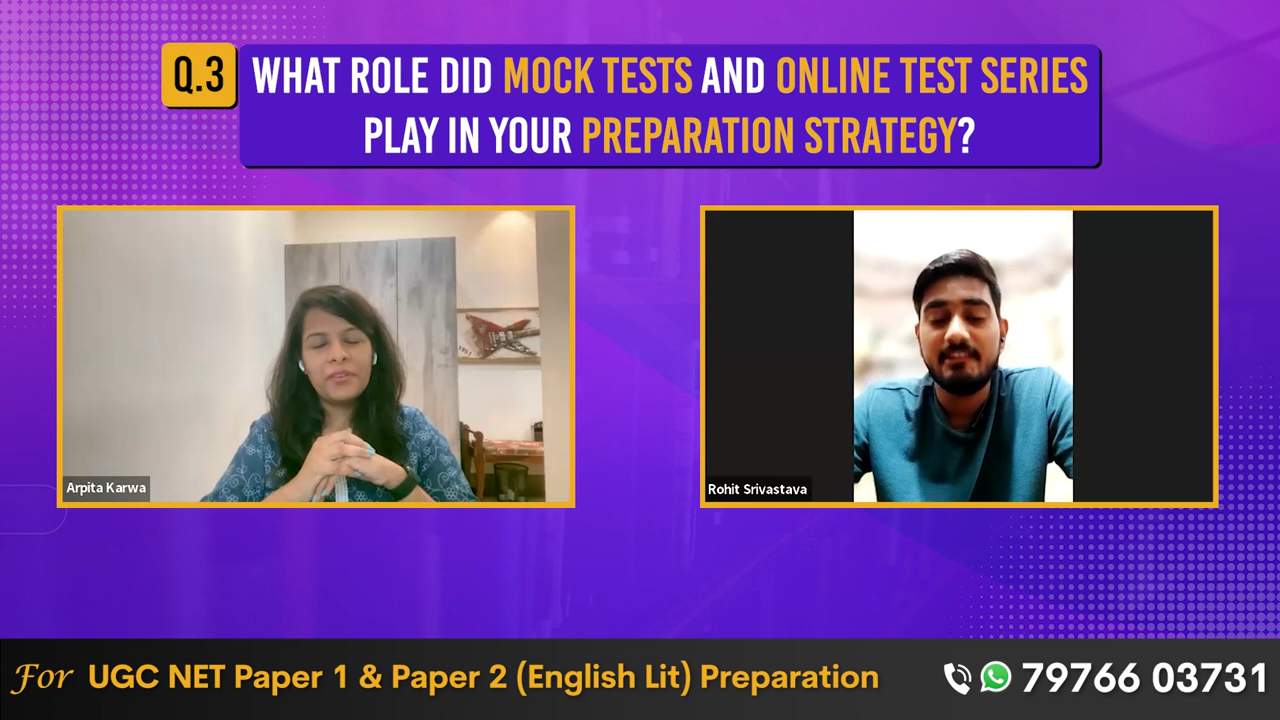 Q.3
WHAT ROLE DID MOCK TESTS AND ONLINE TEST SERIES
PLAY IN YOUR PREPARATION STRATEGY?
Arpita Karwa
Rohit Srivastava
For UGC NET Paper 1 & Paper 2 (English Lit) Preparation
79766 03731